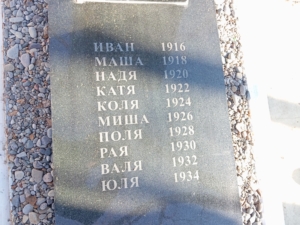 ИВАН 1916
МАША 1918
НАДЯ 1920
КАТЯ 1922
КОЛЯ 1924
МИША 1926
ПОЛЯ 1928
РАЯ 1930
ВАЛЯ 1932
ЮЛЯ 1934